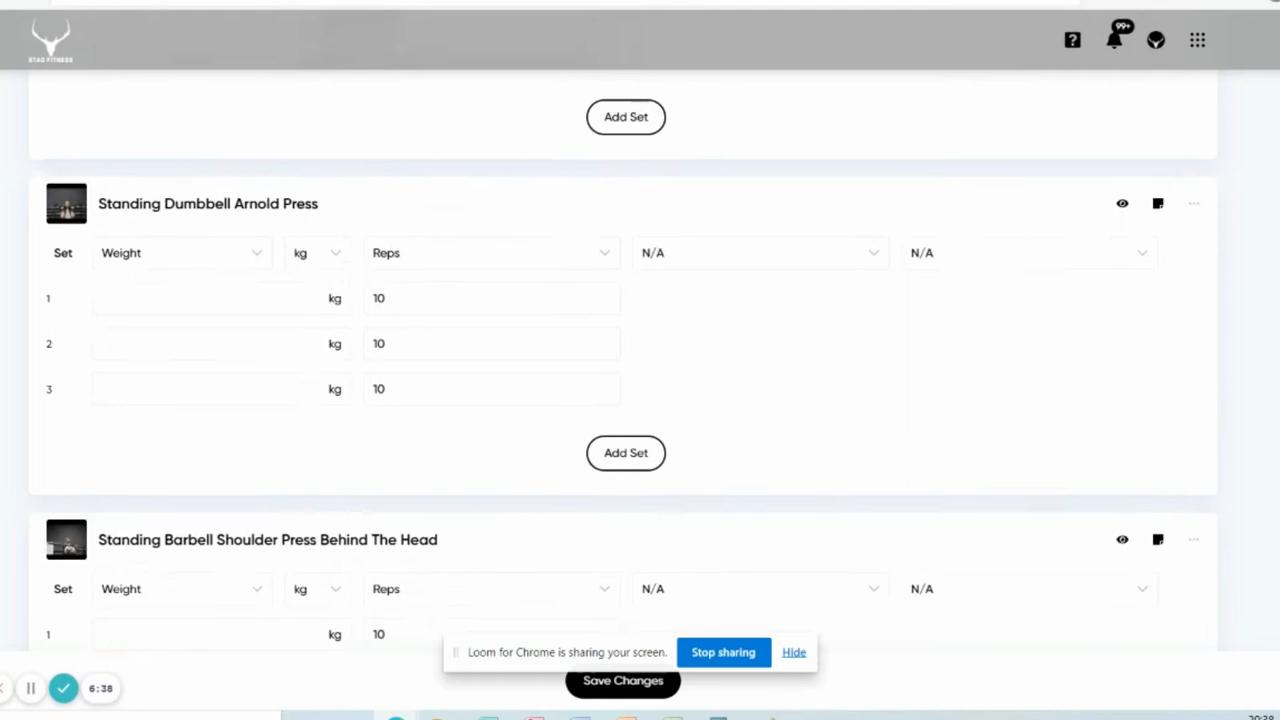 99+
STAG FITNESS
Add Set
Standing Dumbbell Arnold Press
Set Weight kg Reps N/A N/A
1 kg 10
2 kg 10
3 kg 10
Add Set
Standing Barbell Shoulder Press Behind The Head
Set Weight kg Reps N/A N/A
1 kg 10
Loom for Chrome is sharing your screen. Stop sharing Hide
Save Changes
6:38
20:38